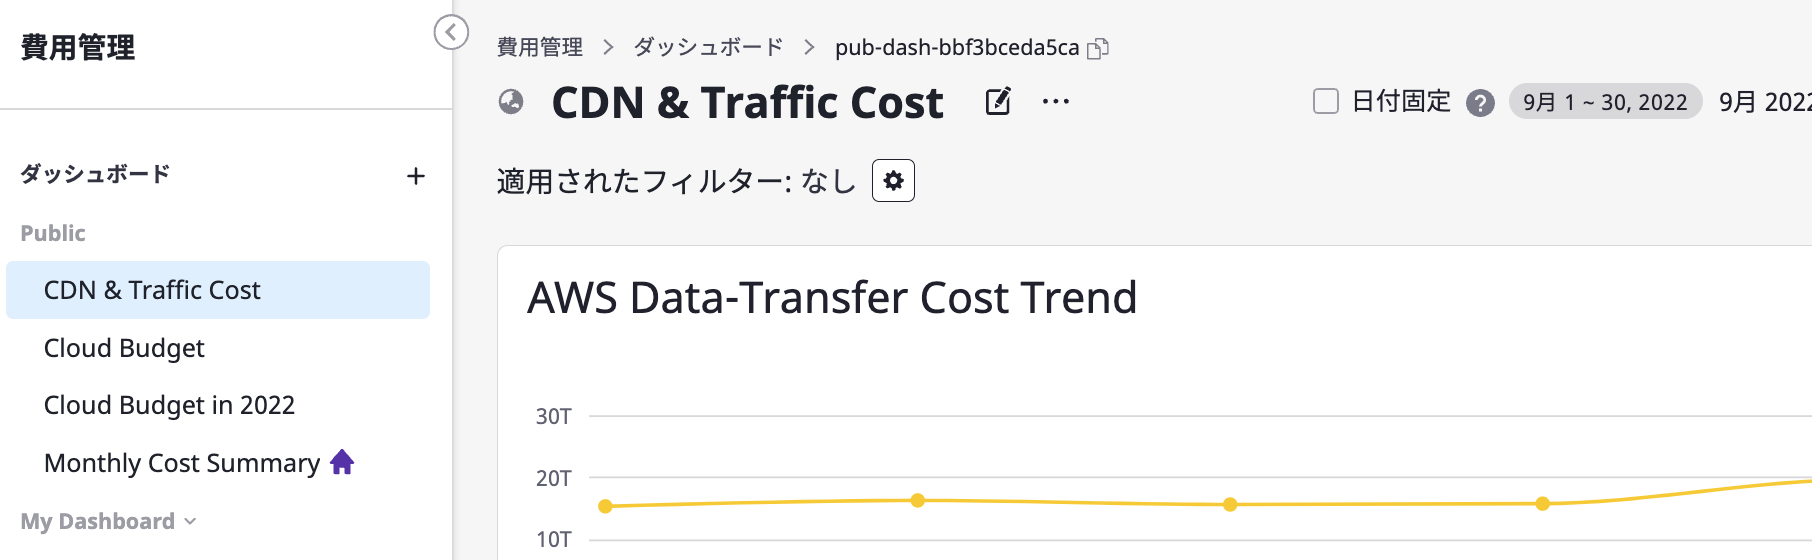 費用管理
ダッシュボード
Public
CDN & Traffic Cost
Cloud Budget
Cloud Budget in 2022
Monthly Cost Summary
My Dashboard
費用管理 > ダッシュボード > pub-dash-bbf3bceda5ca
CDN & Traffic Cost
日付固定 ? 9月 1 ~ 30, 2022 9月 2022
適用されたフィルター: なし
AWS Data-Transfer Cost Trend
30T
20T
10T